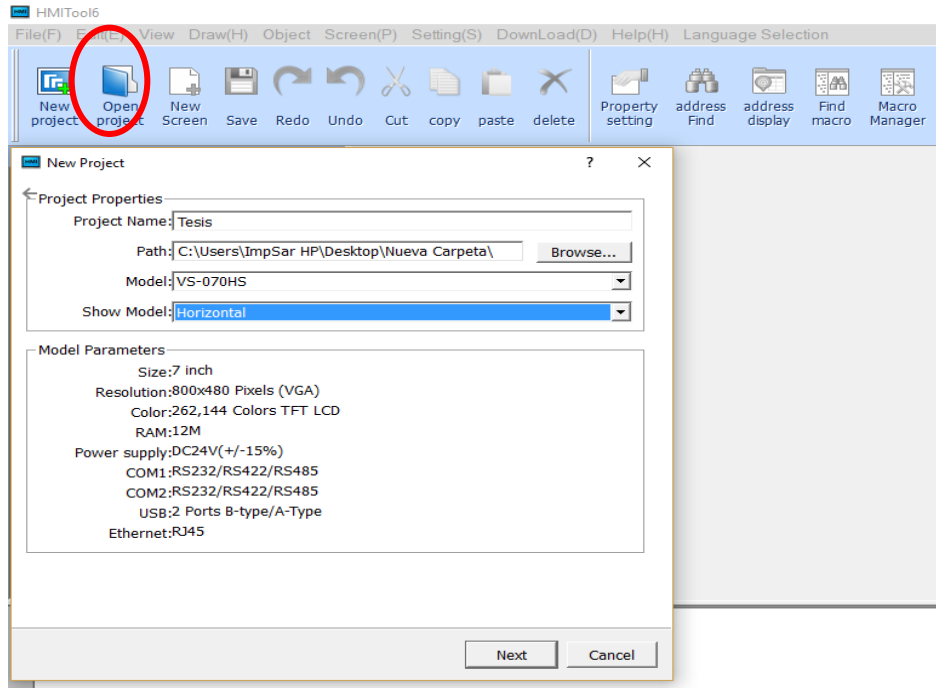 HMITool6
File(F) Edit(E) View Draw(H) Object Screen(P) Setting(S) DownLoad(D) Help(H) Language Selection
New project Open project New Screen Save Redo Undo Cut copy paste delete Property setting address Find address display Find macro Macro Manager
New Project ? ×
Project Properties
Project Name: Tesis
Path: C:\Users\ImpSar HP\Desktop\Nueva Carpeta\ Browse...
Model: VS-070HS
Show Model: Horizontal
Model Parameters
Size:7 inch
Resolution:800x480 Pixels (VGA)
Color:262,144 Colors TFT LCD
RAM:12M
Power supply:DC24V(+/-15%)
COM1:RS232/RS422/RS485
COM2:RS232/RS422/RS485
USB:2 Ports B-type/A-Type
Ethernet:RJ45
Next Cancel